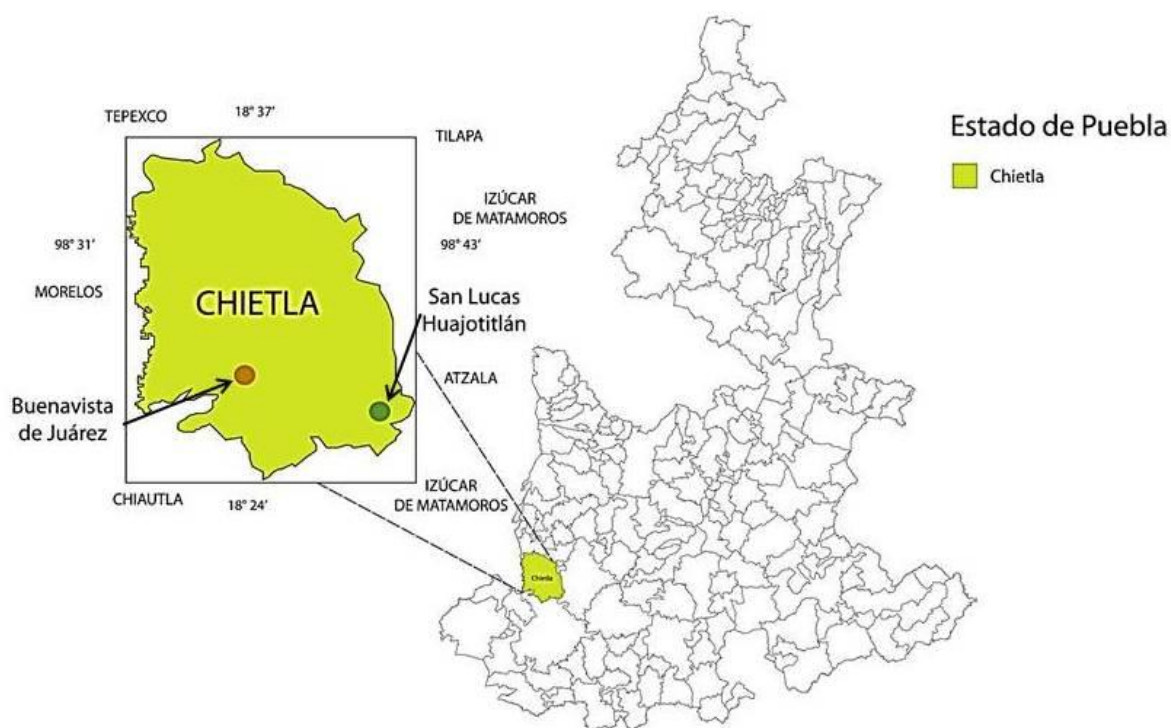 TEPEXCO
18° 37'
TILAPA
Estado de Puebla
Chietla
IZÚCAR
DE MATAMOROS
98° 31'
98° 43'
MORELOS
CHIETLA
San Lucas
Huajotitlán
ATZALA
Buenavista
de Juárez
CHIAUTLA
18° 24'
IZÚCAR
DE MATAMOROS
Chietla